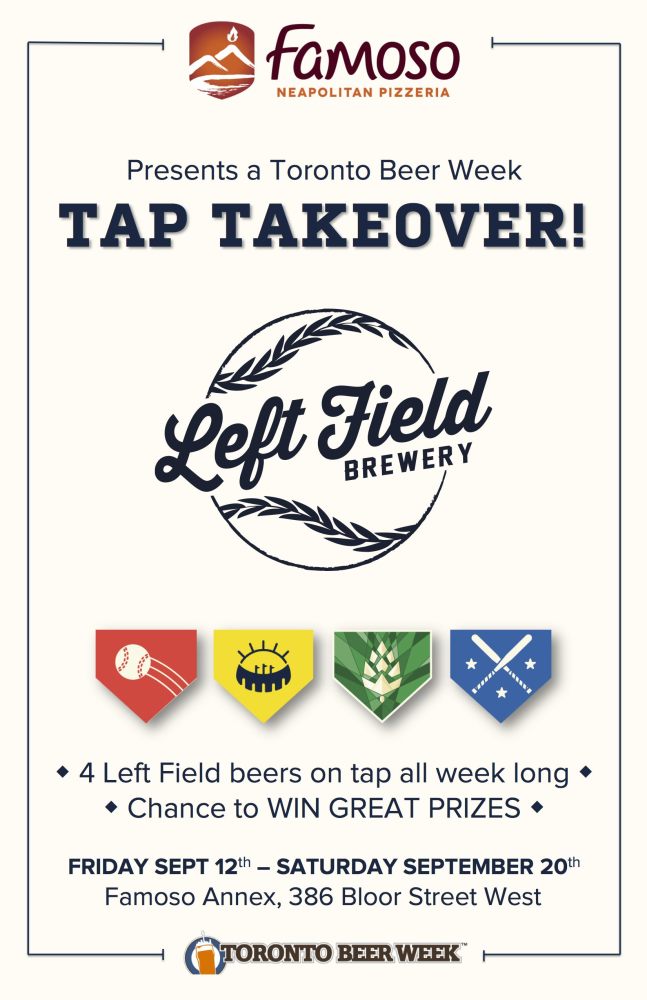 Famoso
NEAPOLITAN PIZZERIA
Presents a Toronto Beer Week
TAP TAKEOVER!
Left Field
BREWERY
◆ 4 Left Field beers on tap all week long ◆
◆ Chance to WIN GREAT PRIZES ◆
FRIDAY SEPT 12th – SATURDAY SEPTEMBER 20th
Famoso Annex, 386 Bloor Street West
TORONTO BEER WEEK™